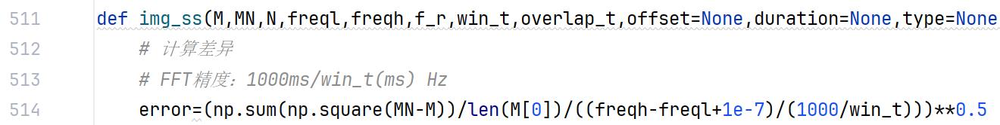 511 def img_ss(M,MN,N,freql,freqh,f_r,win_t,overlap_t,offset=None,duration=None,type=None
512 # 计算差异
513 # FFT精度：1000ms/win_t(ms) Hz
514 error=(np.sum(np.square(MN-M))/len(M[0])/((freqh-freql+1e-7)/(1000/win_t)))**0.5